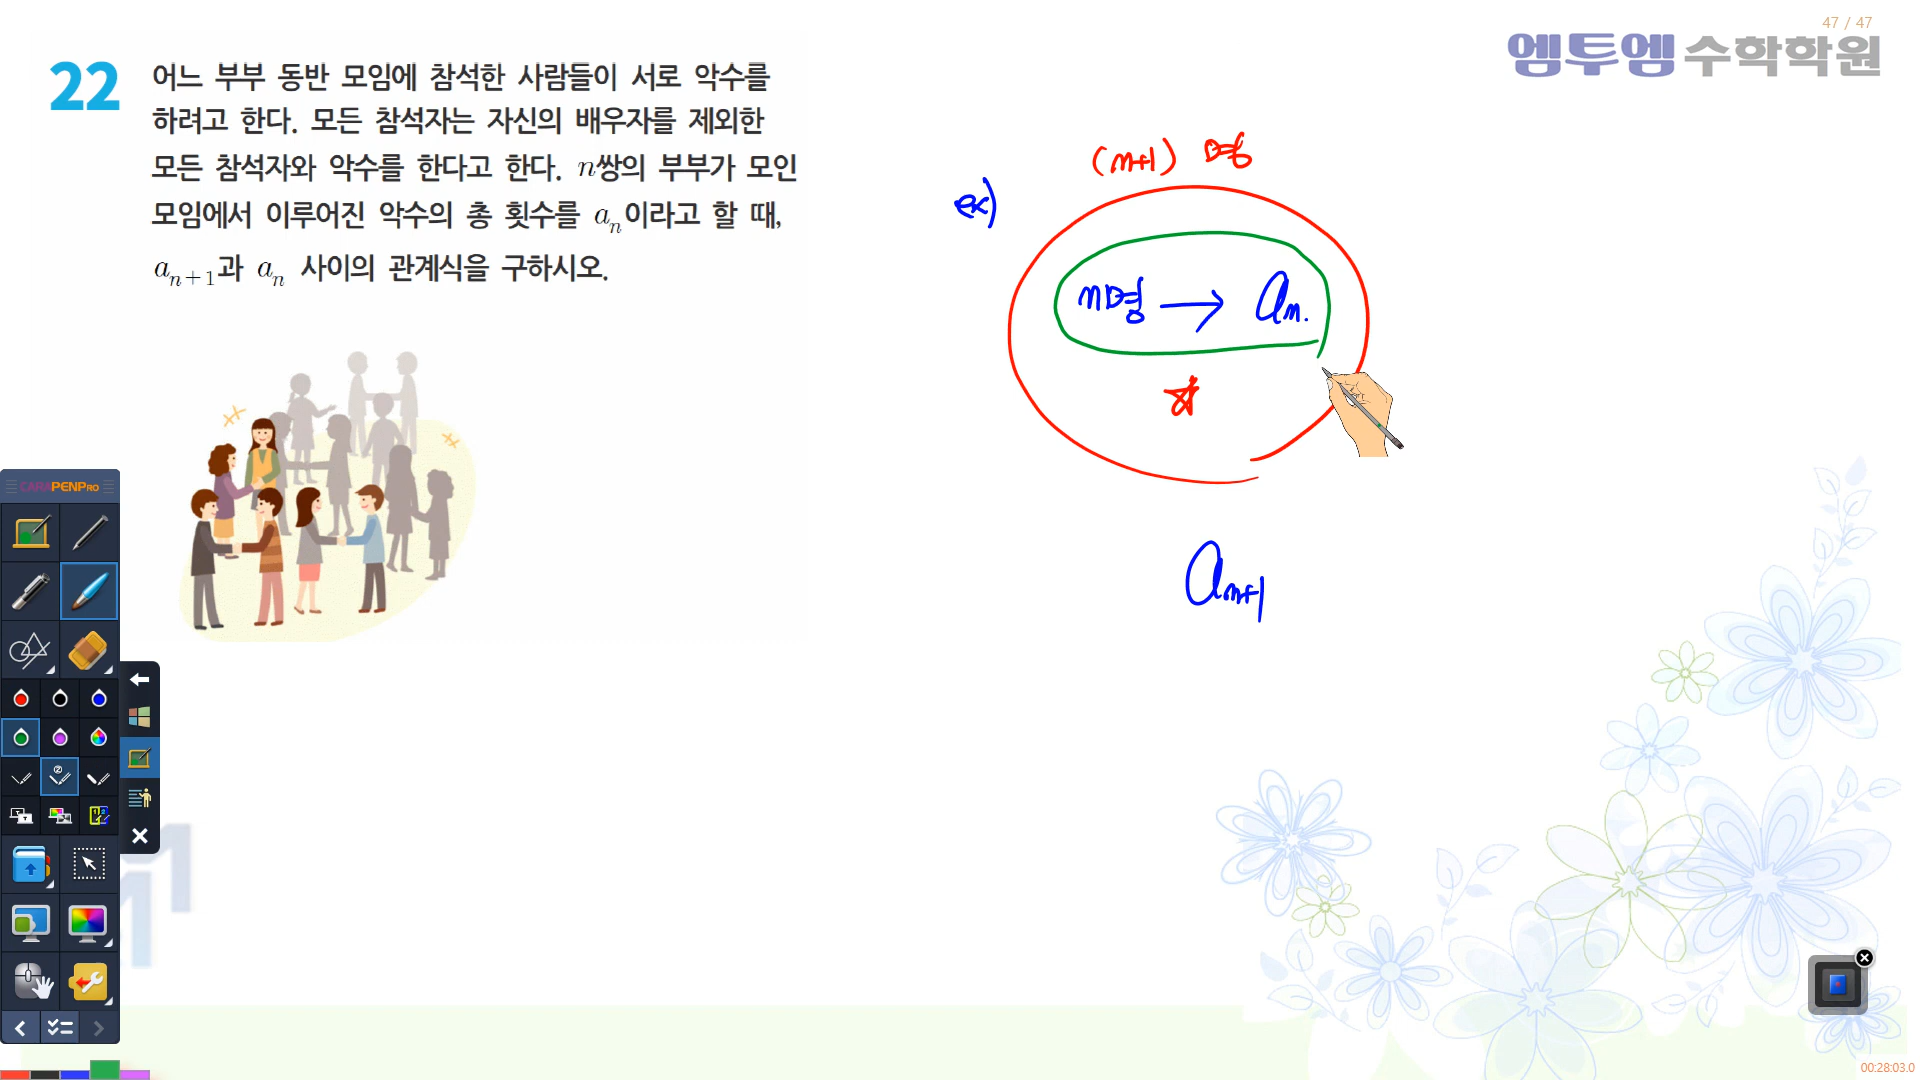 47 / 47
엠투엠 수학학원
22 어느 부부 동반 모임에 참석한 사람들이 서로 악수를
하려고 한다. 모든 참석자는 자신의 배우자를 제외한
모든 참석자와 악수를 한다고 한다. n쌍의 부부가 모인
모임에서 이루어진 악수의 총 횟수를 aₙ이라고 할 때,
aₙ₊₁과 aₙ 사이의 관계식을 구하시오.
(n+1) 명
ex)
n명 → aₙ.
aₙ₊₁
CARAPENPRO
00:28:03.0